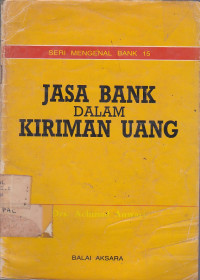 SERI MENGENAL BANK 15
JASA BANK
DALAM
KIRIMAN UANG
BALAI AKSARA